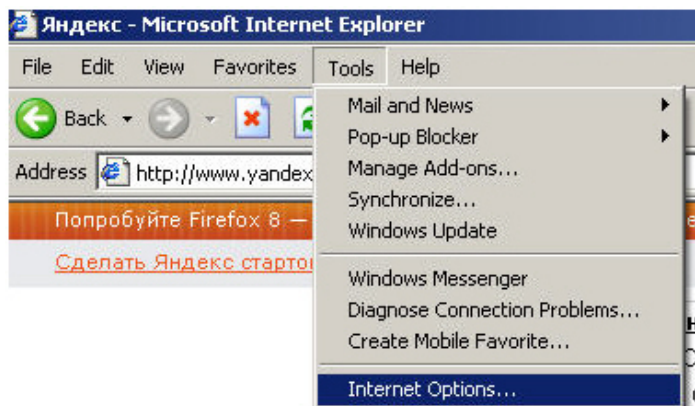 Яндекс - Microsoft Internet Explorer
File Edit View Favorites Tools Help
Back
Address http://www.yandex
Попробуйте Firefox 8 —
Сделать Яндекс старто
Mail and News
Pop-up Blocker
Manage Add-ons...
Synchronize...
Windows Update
Windows Messenger
Diagnose Connection Problems...
Create Mobile Favorite...
Internet Options...